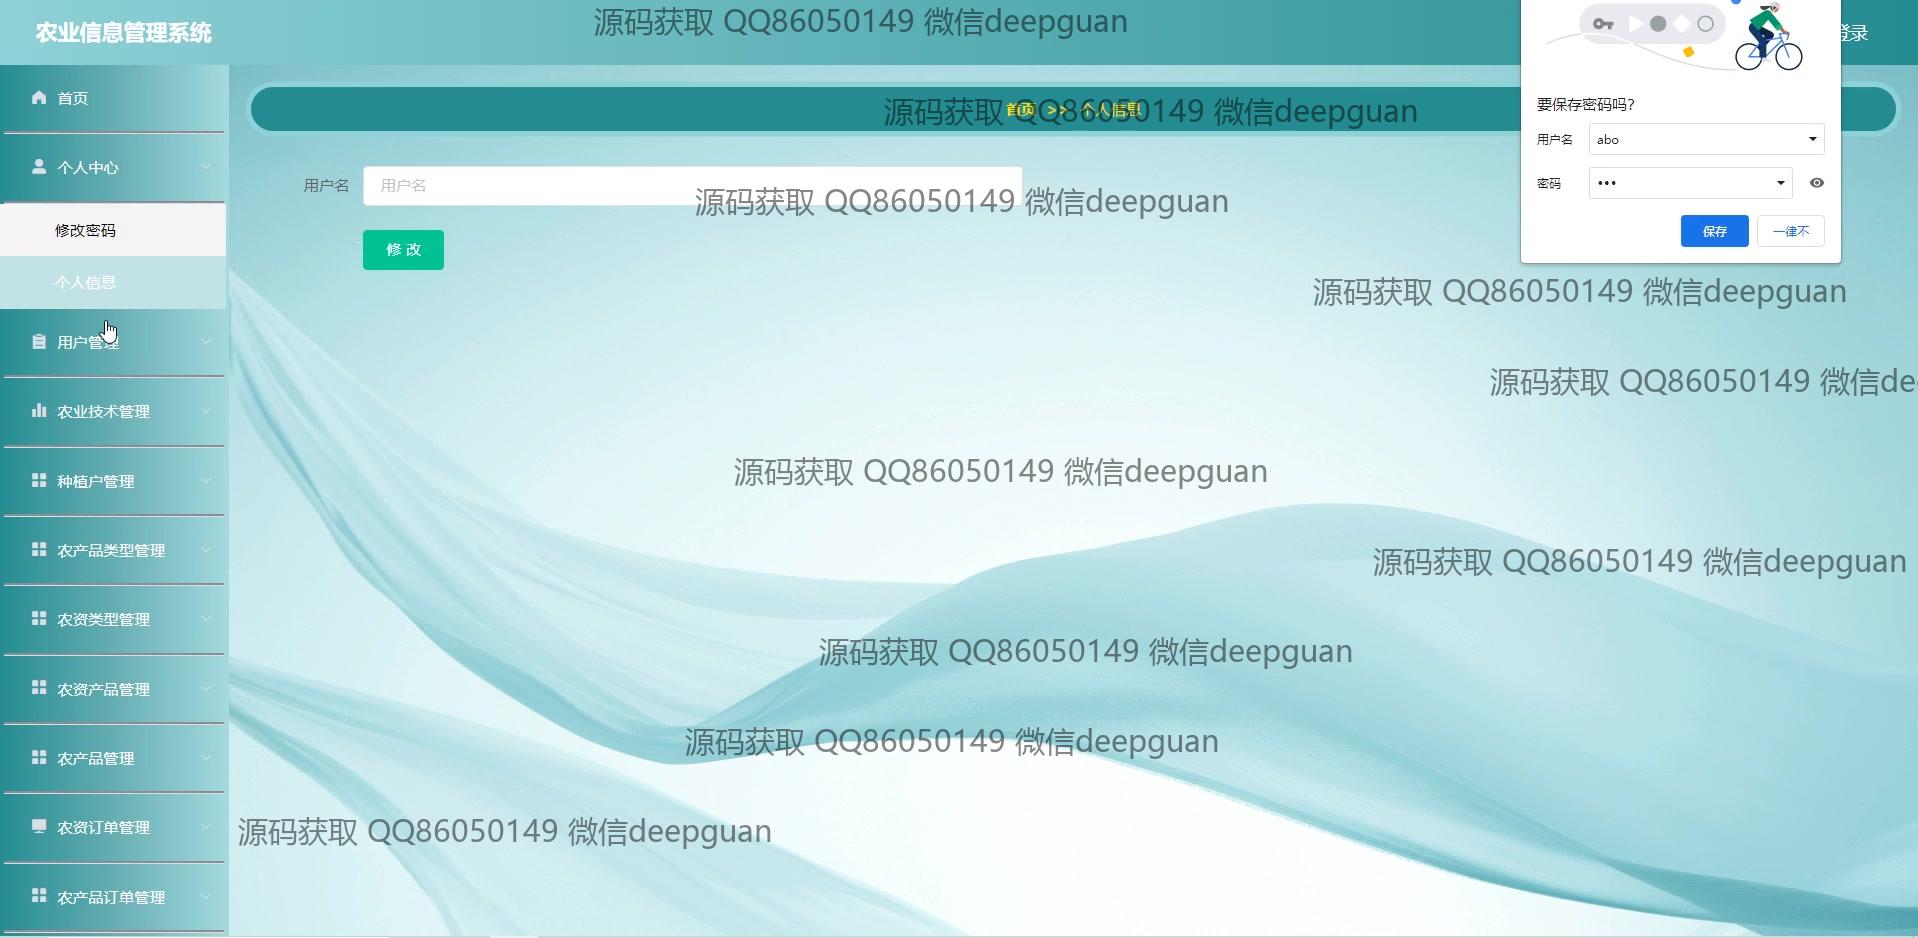 农业信息管理系统
源码获取 QQ86050149 微信deepguan
登录
首页
个人中心
修改密码
个人信息
用户管理
农业技术管理
种植户管理
农产品类型管理
农资类型管理
农资产品管理
农产品管理
农资订单管理
农产品订单管理
首页 >> 个人信息
源码获取 QQ86050149 微信deepguan
用户名 用户名
源码获取 QQ86050149 微信deepguan
修 改
要保存密码吗?
用户名 abo
密码 •••
保存 一律不
源码获取 QQ86050149 微信deepguan
源码获取 QQ86050149 微信de
源码获取 QQ86050149 微信deepguan
源码获取 QQ86050149 微信deepguan
源码获取 QQ86050149 微信deepguan
源码获取 QQ86050149 微信deepguan
源码获取 QQ86050149 微信deepguan